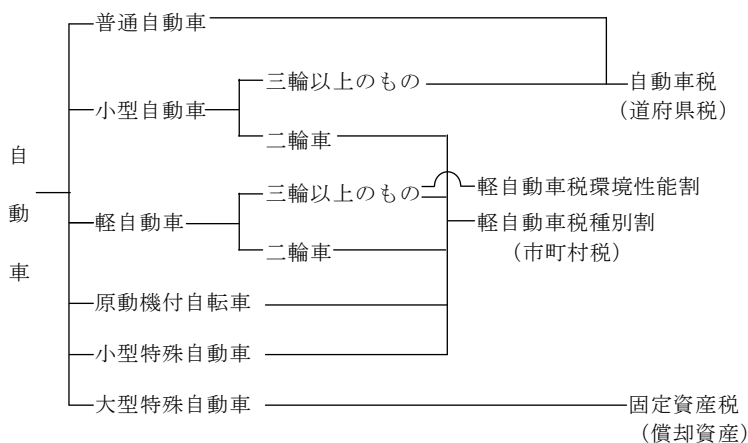 普通自動車
三輪以上のもの
自動車税
(道府県税)
小型自動車
二輪車
自動車
三輪以上のもの
軽自動車税環境性能割
軽自動車
軽自動車税種別割
(市町村税)
二輪車
原動機付自転車
小型特殊自動車
大型特殊自動車
固定資産税
(償却資産)